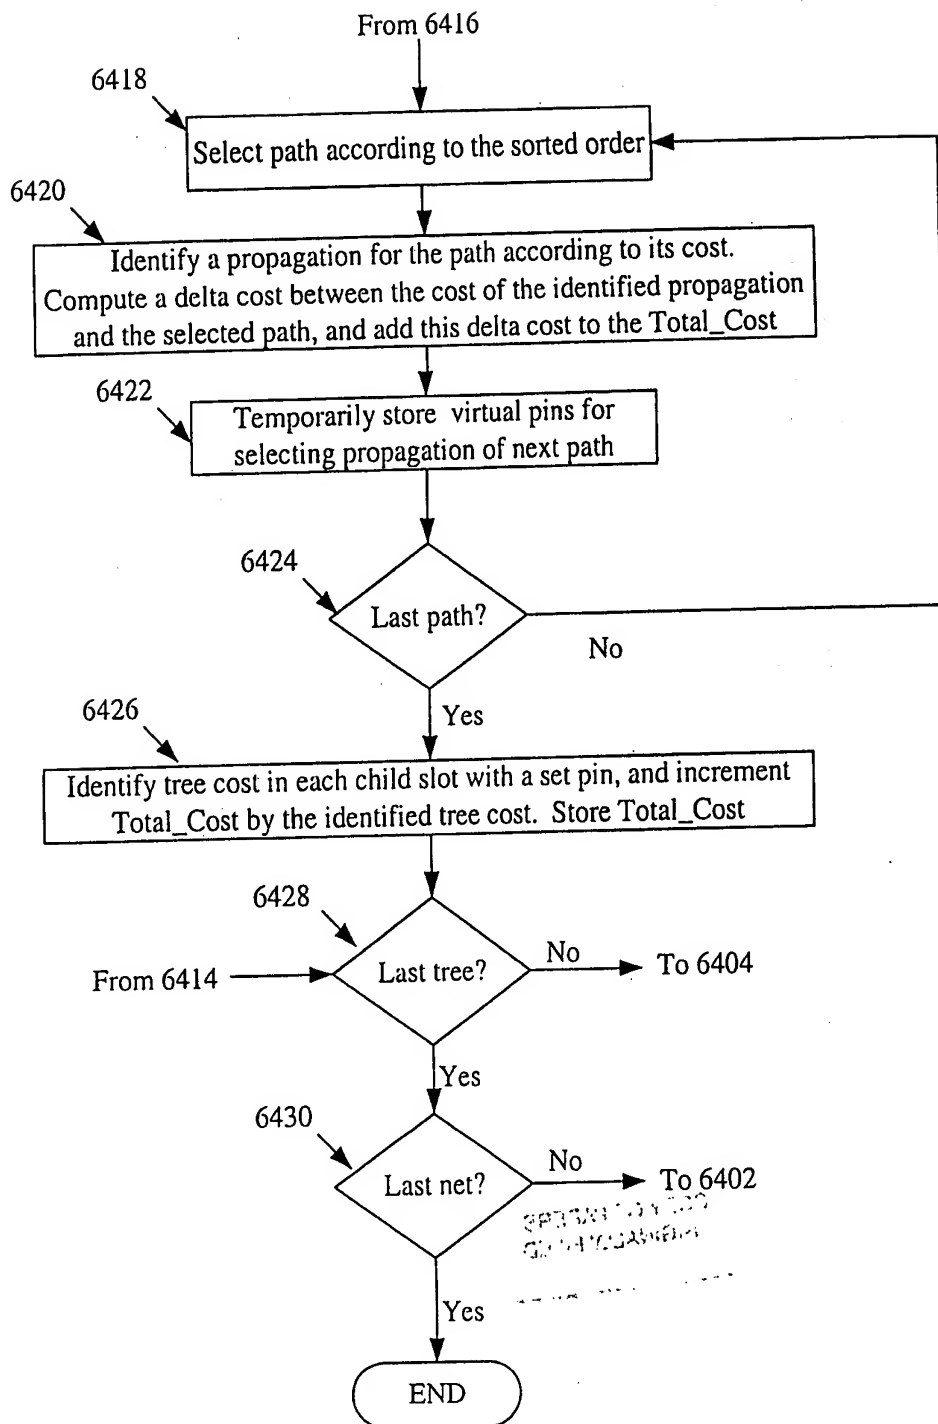 From 6416
6418
Select path according to the sorted order
6420
Identify a propagation for the path according to its cost.
Compute a delta cost between the cost of the identified propagation
and the selected path, and add this delta cost to the Total_Cost
6422
Temporarily store virtual pins for
selecting propagation of next path
6424
Last path?
No
Yes
6426
Identify tree cost in each child slot with a set pin, and increment
Total_Cost by the identified tree cost. Store Total_Cost
6428
From 6414
Last tree?
No
To 6404
Yes
6430
Last net?
No
To 6402
Yes
END